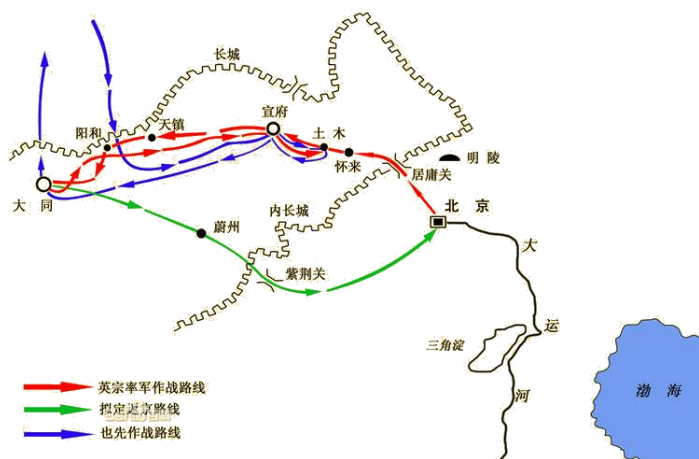 长城
宣府
天镇
阳和
土木
怀来
居庸关
明陵
大同
内长城
北京
蔚州
紫荆关
大运河
三角淀
渤海
英宗率军作战路线
拟定返京路线
也先作战路线